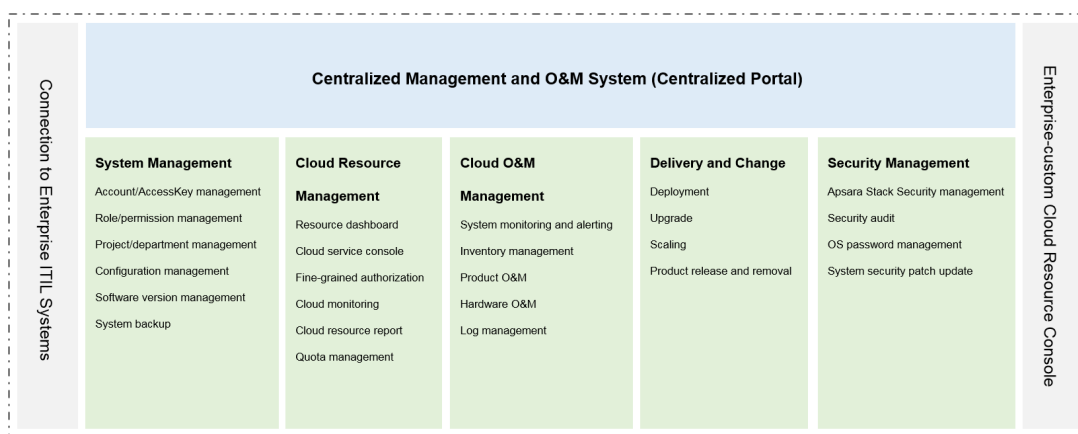 Connection to Enterprise ITIL Systems
Centralized Management and O&M System (Centralized Portal)
System Management
Account/AccessKey management
Role/permission management
Project/department management
Configuration management
Software version management
System backup
Cloud Resource
Management
Resource dashboard
Cloud service console
Fine-grained authorization
Cloud monitoring
Cloud resource report
Quota management
Cloud O&M
Management
System monitoring and alerting
Inventory management
Product O&M
Hardware O&M
Log management
Delivery and Change
Deployment
Upgrade
Scaling
Product release and removal
Security Management
Apsara Stack Security management
Security audit
OS password management
System security patch update
Enterprise-custom Cloud Resource Console